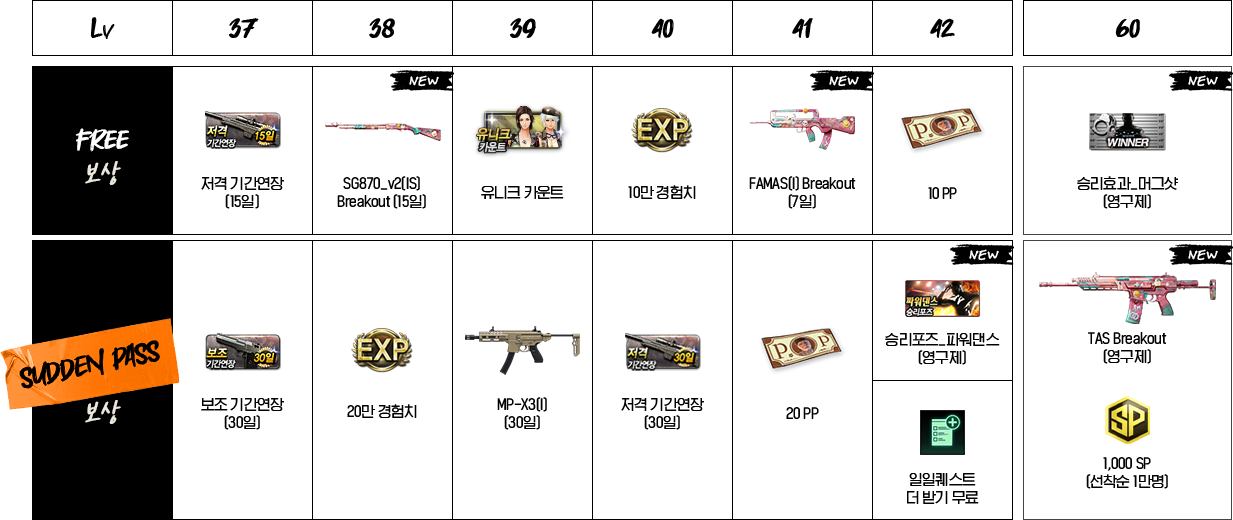 Lv 37 38 39 40 41 42 60
FREE
보상
저격
15일
기간연장
저격 기간연장
(15일)
NEW
SG870_v2(IS)
Breakout (15일)
유니크
카운트
유니크 카운트
EXP
10만 경험치
NEW
FAMAS(I) Breakout
(7일)
P P
10 PP
NEW
WINNER
승리효과_머그샷
(영구제)
SUDDEN PASS
보상
보조
30일
기간연장
보조 기간연장
(30일)
EXP
20만 경험치
MP-X3(I)
(30일)
저격
30일
기간연장
저격 기간연장
(30일)
P P
20 PP
NEW
파워댄스
승리포즈
승리포즈_파워댄스
(영구제)
일일퀘스트
더 받기 무료
NEW
TAS Breakout
(영구제)
SP
1,000 SP
(선착순 1만명)